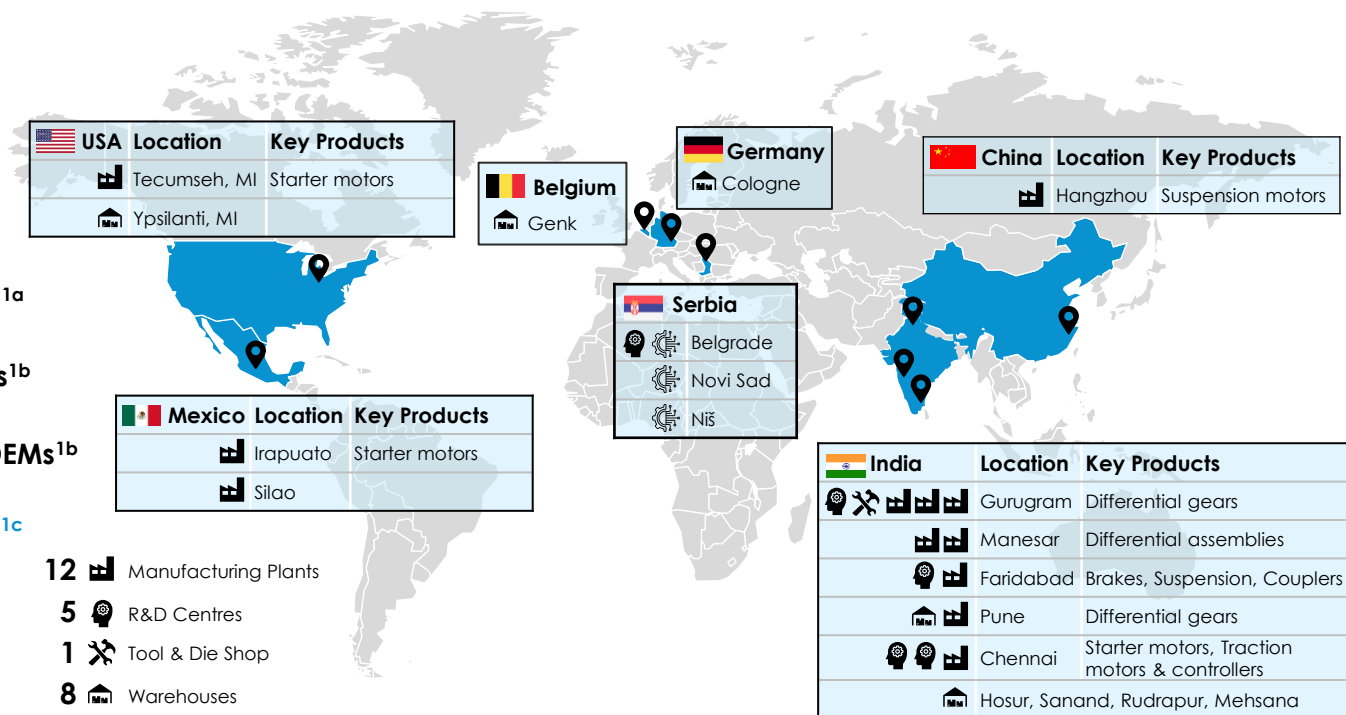 USA Location Key Products
Tecumseh, MI Starter motors
Ypsilanti, MI
Belgium
Genk
Germany
Cologne
China Location Key Products
Hangzhou Suspension motors
Serbia
Belgrade
Novi Sad
Niš
1a
s1b
Mexico Location Key Products
Irapuato Starter motors
Silao
EMs1b
1c
India Location Key Products
Gurugram Differential gears
Manesar Differential assemblies
Faridabad Brakes, Suspension, Couplers
Pune Differential gears
Chennai Starter motors, Traction
motors & controllers
Hosur, Sanand, Rudrapur, Mehsana
12 Manufacturing Plants
5 R&D Centres
1 Tool & Die Shop
8 Warehouses